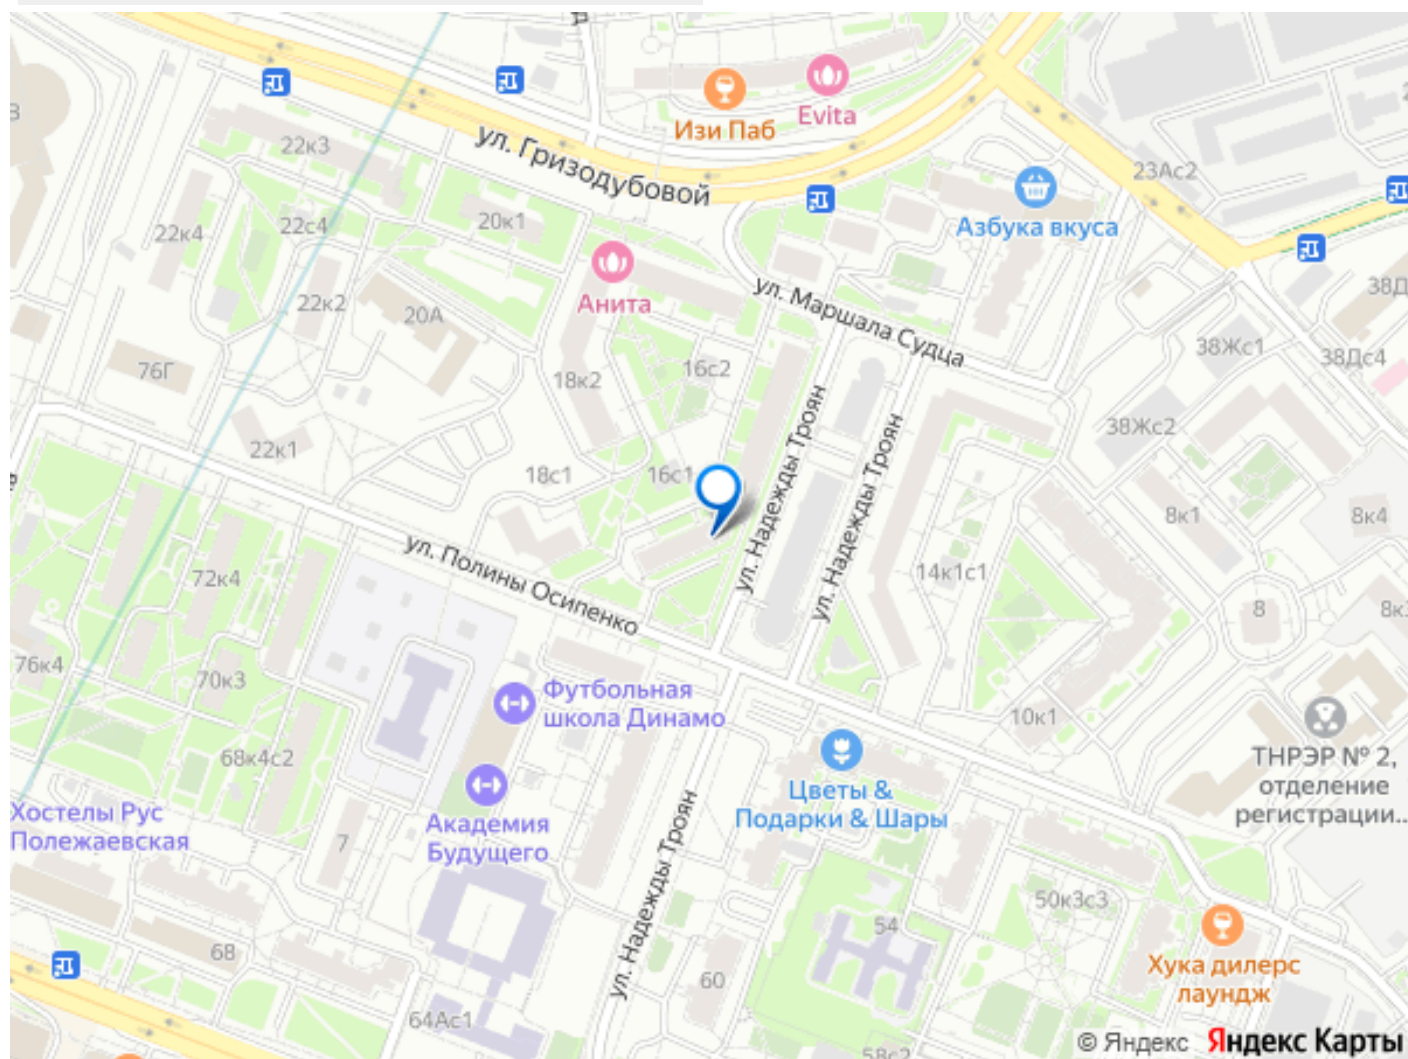 Изи Паб
Evita
ул. Гризодубовой
22к3
22к4
22с4
20к1
23Ас2
Азбука вкуса
Анита
22к2
20А
ул. Маршала Судца
38Жс1
38Дс4
76Г
18к2
16с2
38Жс2
22к1
18с1
16с1
ул. Надежды Троян
ул. Надежды Троян
8к1
8к4
ул. Полины Осипенко
72к4
14к1с1
8
76к4
70к3
Футбольная
школа Динамо
10к1
68к4с2
ТНРЭР № 2,
отделение
регистрации...
Цветы &
Подарки & Шары
Хостелы Рус
Полежаевская
7
Академия
Будущего
ул. Надежды Троян
50к3с3
54
68
60
Хука дилерс
лаундж
64Ас1
58с2
© Яндекс Яндекс Карты